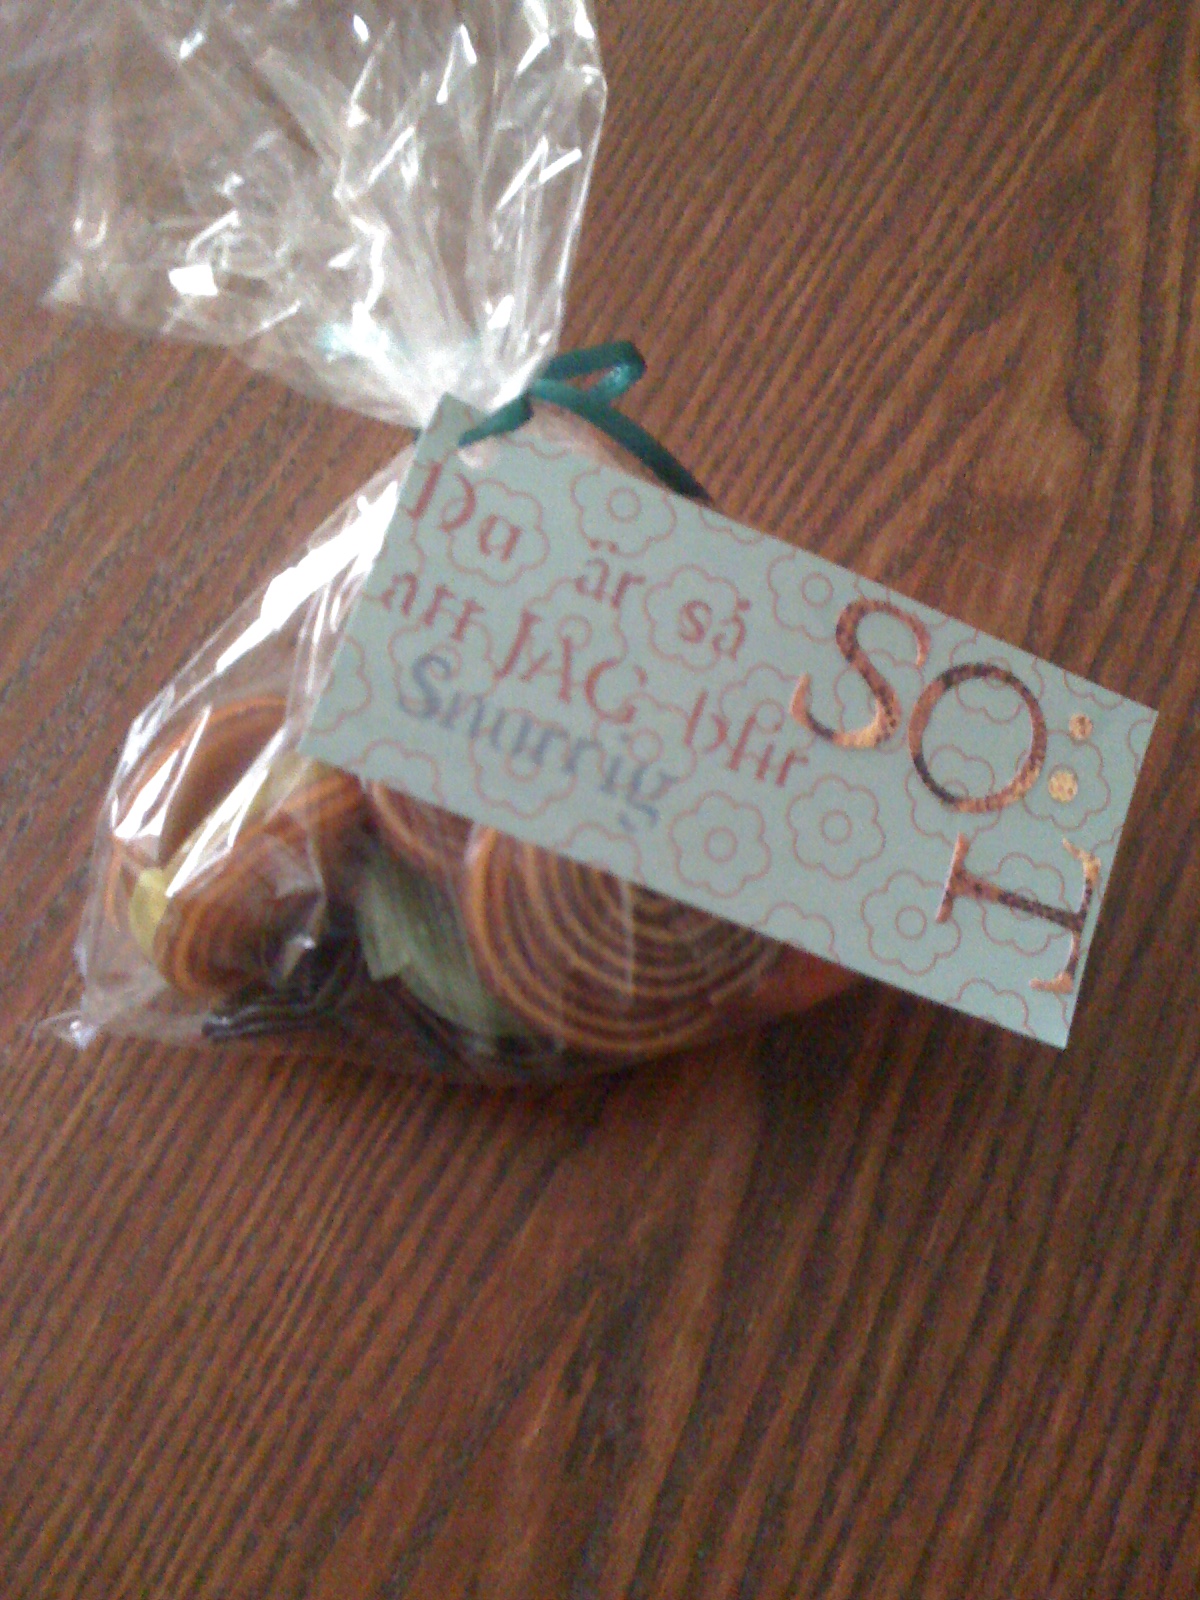 Du är så SÖT
att JAG blir
Snurrig